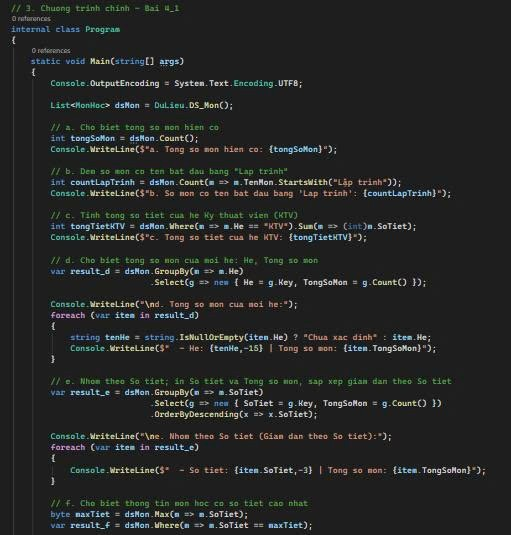 // 3. Chuong trinh chinh - Bai 4_1
0 references
internal class Program
{
0 references
static void Main(string[] args)
{
Console.OutputEncoding = System.Text.Encoding.UTF8;
List<MonHoc> dsMon = DuLieu.DS_Mon();
// a. Cho biet tong so mon hien co
int tongSoMon = dsMon.Count();
Console.WriteLine($"a. Tong so mon hien co: {tongSoMon}");
// b. Dem so mon co ten bat dau bang "Lap trinh"
int countLapTrinh = dsMon.Count(m => m.TenMon.StartsWith("Lập trình"));
Console.WriteLine($"b. So mon co ten bat dau bang 'Lap trinh': {countLapTrinh}");
// c. Tinh tong so tiet cua he Ky thuat vien (KTV)
int tongTietKTV = dsMon.Where(m => m.He == "KTV").Sum(m => (int)m.SoTiet);
Console.WriteLine($"c. Tong so tiet cua he KTV: {tongTietKTV}");
// d. Cho biet tong so mon cua moi he: He, Tong so mon
var result_d = dsMon.GroupBy(m => m.He)
.Select(g => new { He = g.Key, TongSoMon = g.Count() });
Console.WriteLine("\nd. Tong so mon cua moi he:");
foreach (var item in result_d)
{
string tenHe = string.IsNullOrEmpty(item.He) ? "Chua xac dinh" : item.He;
Console.WriteLine($"  - He: {tenHe,-15} | Tong so mon: {item.TongSoMon}");
}
// e. Nhom theo So tiet; in So tiet va Tong so mon, sap xep giam dan theo So tiet
var result_e = dsMon.GroupBy(m => m.SoTiet)
.Select(g => new { SoTiet = g.Key, TongSoMon = g.Count() })
.OrderByDescending(x => x.SoTiet);
Console.WriteLine("\ne. Nhom theo So tiet (Giam dan theo So tiet):");
foreach (var item in result_e)
{
Console.WriteLine($"  - So tiet: {item.SoTiet,-3} | Tong so mon: {item.TongSoMon}");
}
// f. Cho biet thong tin mon hoc co so tiet cao nhat
byte maxTiet = dsMon.Max(m => m.SoTiet);
var result_f = dsMon.Where(m => m.SoTiet == maxTiet);